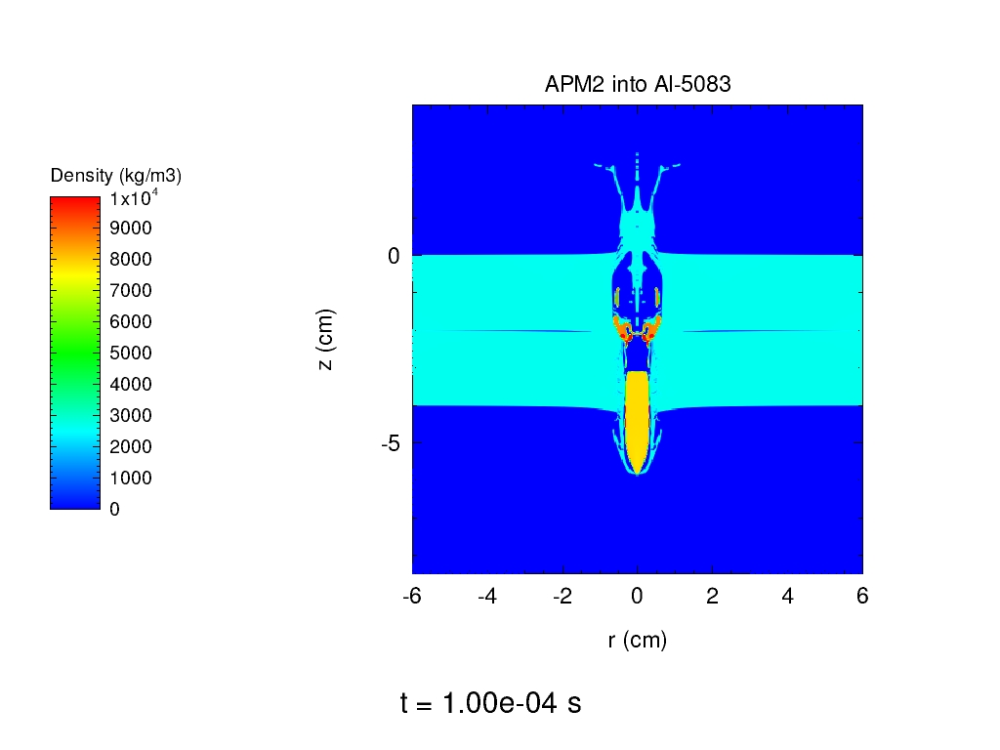 APM2 into Al-5083
Density (kg/m3)
1x10⁴
9000
8000
7000
6000
5000
4000
3000
2000
1000
0
0
-5
z (cm)
-6 -4 -2 0 2 4 6
r (cm)
t = 1.00e-04 s